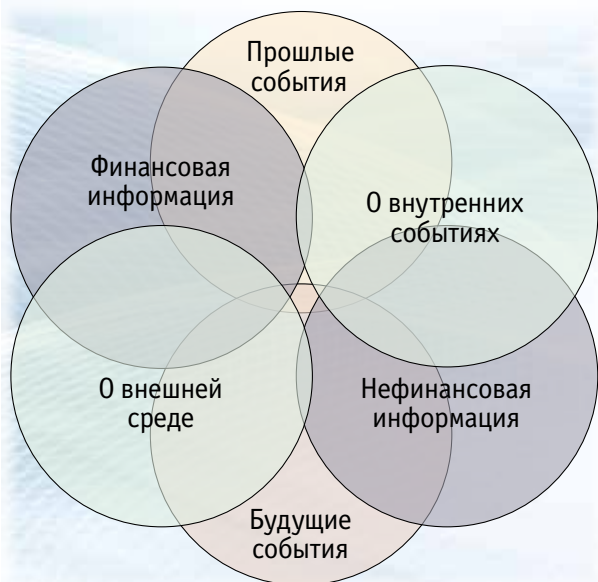 Прошлые
события
Финансовая
информация
О внутренних
событиях
О внешней
среде
Нефинансовая
информация
Будущие
события